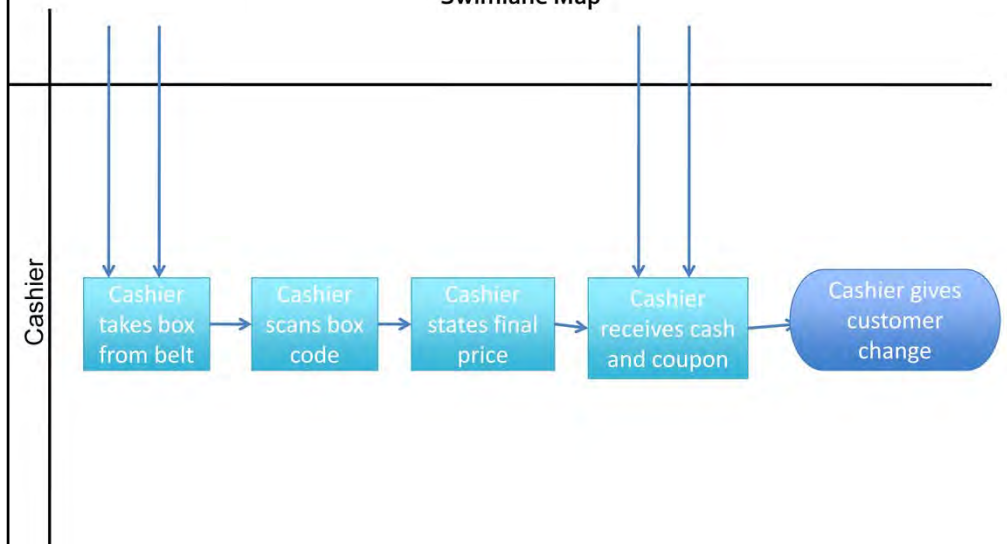 Swimlane Map
Cashier
Cashier
takes box
from belt
Cashier
scans box
code
Cashier
states final
price
Cashier
receives cash
and coupon
Cashier gives
customer
change